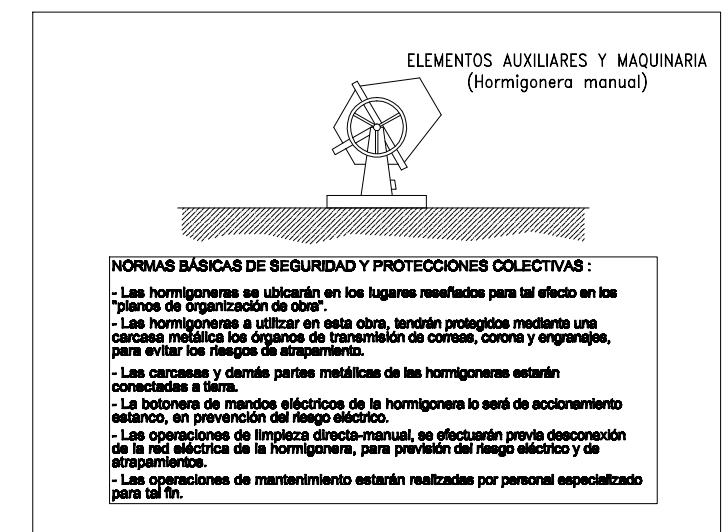 ELEMENTOS AUXILIARES Y MAQUINARIA
(Hormigonera manual)
NORMAS BÁSICAS DE SEGURIDAD Y PROTECCIONES COLECTIVAS :
- Las hormigoneras se ubicarán en los lugares reseñados para tal efecto en los
"planos de organización de obra".
- Las hormigoneras a utilizar en esta obra, tendrán protegidos mediante una
carcasa metálica los órganos de transmisión de correas, corona y engranajes,
para evitar los riesgos de atrapamiento.
- Las carcasas y demás partes metálicas de las hormigoneras estarán
conectadas a tierra.
- La botonera de mandos eléctricos de la hormigonera lo será de accionamiento
estanco, en prevención del riesgo eléctrico.
- Las operaciones de limpieza directa-manual, se efectuarán previa desconexión
de la red eléctrica de la hormigonera, para previsión del riesgo eléctrico y de
atrapamientos.
- Las operaciones de mantenimiento estarán realizadas por personal especializado
para tal fin.